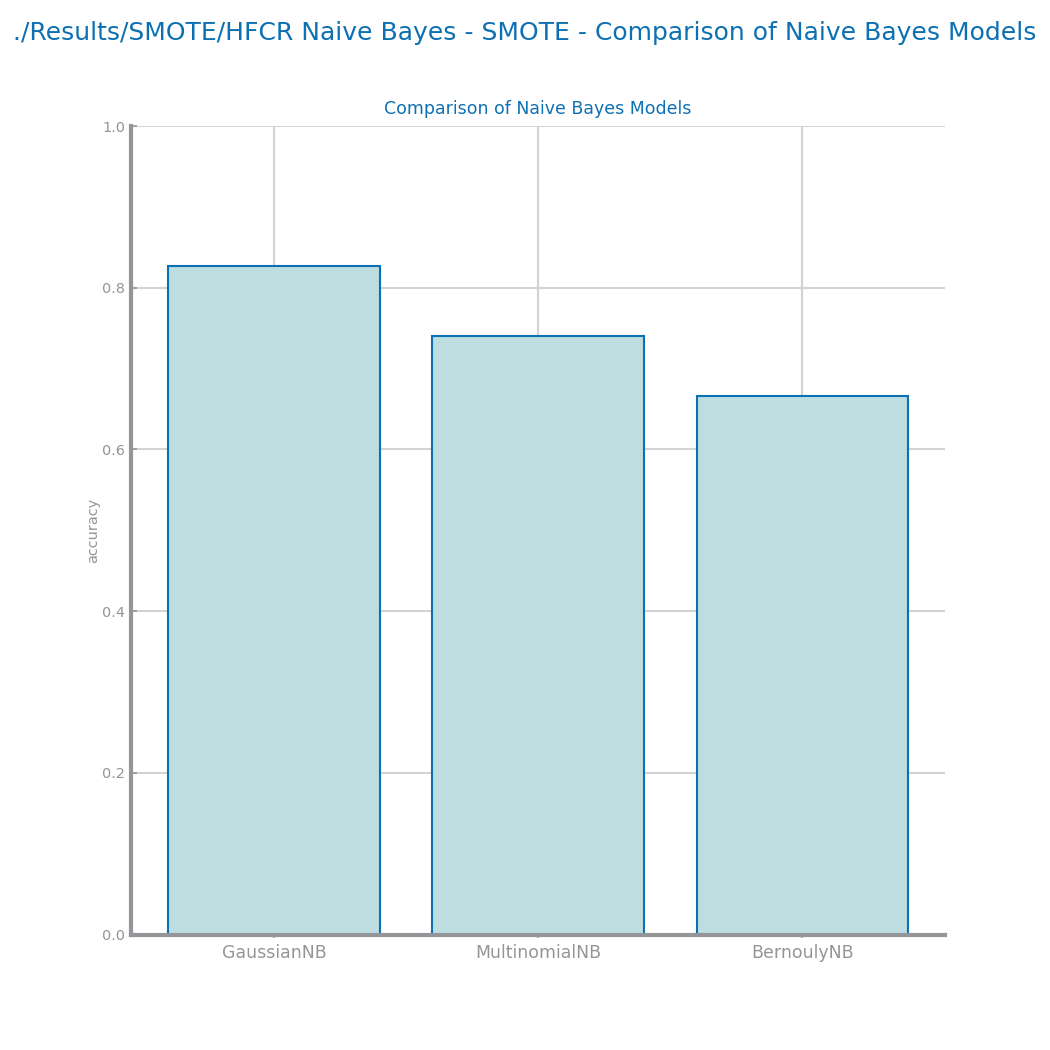 ./Results/SMOTE/HFCR Naive Bayes - SMOTE - Comparison of Naive Bayes Models
Comparison of Naive Bayes Models
1.0
0.8
0.6
0.4
0.2
0.0
accuracy
GaussianNB
MultinomialNB
BernoulyNB